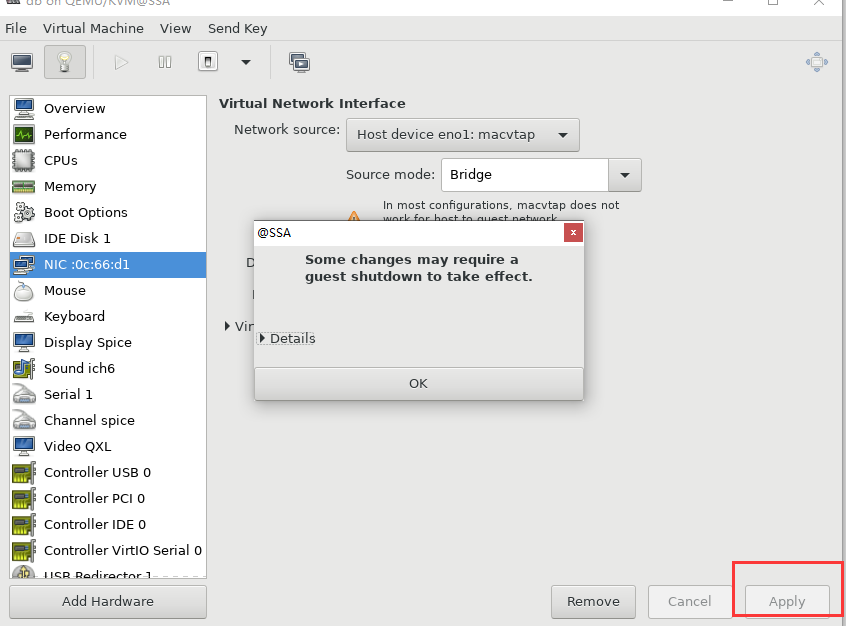 db on QEMU/KVM@SSA
File Virtual Machine View Send Key
Overview
Performance
CPUs
Memory
Boot Options
IDE Disk 1
NIC :0c:66:d1
Mouse
Keyboard
Display Spice
Sound ich6
Serial 1
Channel spice
Video QXL
Controller USB 0
Controller PCI 0
Controller IDE 0
Controller VirtIO Serial 0
USB Redirector 1
Add Hardware
Virtual Network Interface
Network source: Host device eno1: macvtap
Source mode: Bridge
In most configurations, macvtap does not
work for host to guest network
D
Vir
@SSA
x
Some changes may require a
guest shutdown to take effect.
Details
OK
Remove Cancel Apply